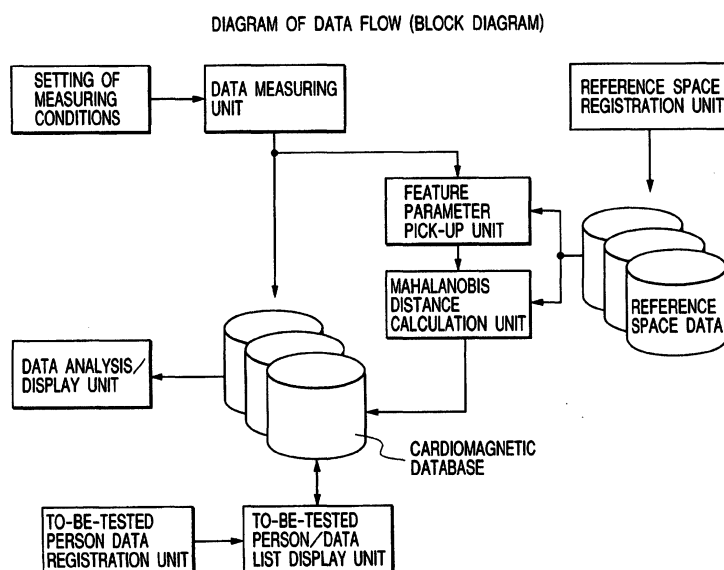 DIAGRAM OF DATA FLOW (BLOCK DIAGRAM)
SETTING OF
MEASURING
CONDITIONS
DATA MEASURING
UNIT
REFERENCE SPACE
REGISTRATION UNIT
FEATURE
PARAMETER
PICK-UP UNIT
MAHALANOBIS
DISTANCE
CALCULATION UNIT
REFERENCE
SPACE DATA
DATA ANALYSIS/
DISPLAY UNIT
CARDIOMAGNETIC
DATABASE
TO-BE-TESTED
PERSON DATA
REGISTRATION UNIT
TO-BE-TESTED
PERSON/DATA
LIST DISPLAY UNIT